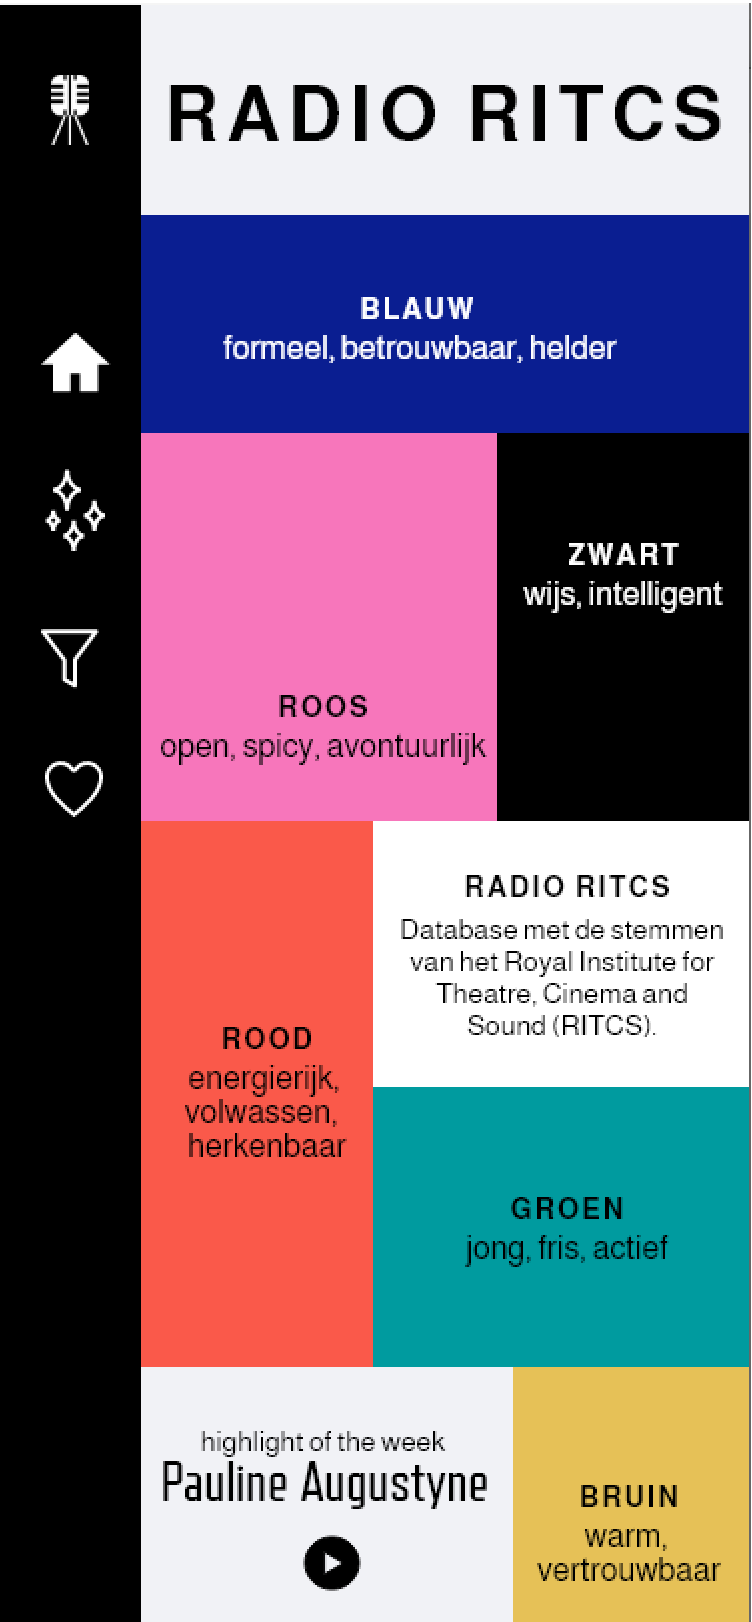 RADIO RITCS
BLAUW
formeel, betrouwbaar, helder
ZWART
wijs, intelligent
ROOS
open, spicy, avontuurlijk
RADIO RITCS
Database met de stemmen
van het Royal Institute for
Theatre, Cinema and
Sound (RITCS).
ROOD
energierijk,
volwassen,
herkenbaar
GROEN
jong, fris, actief
highlight of the week
Pauline Augustyne
BRUIN
warm,
vertrouwbaar